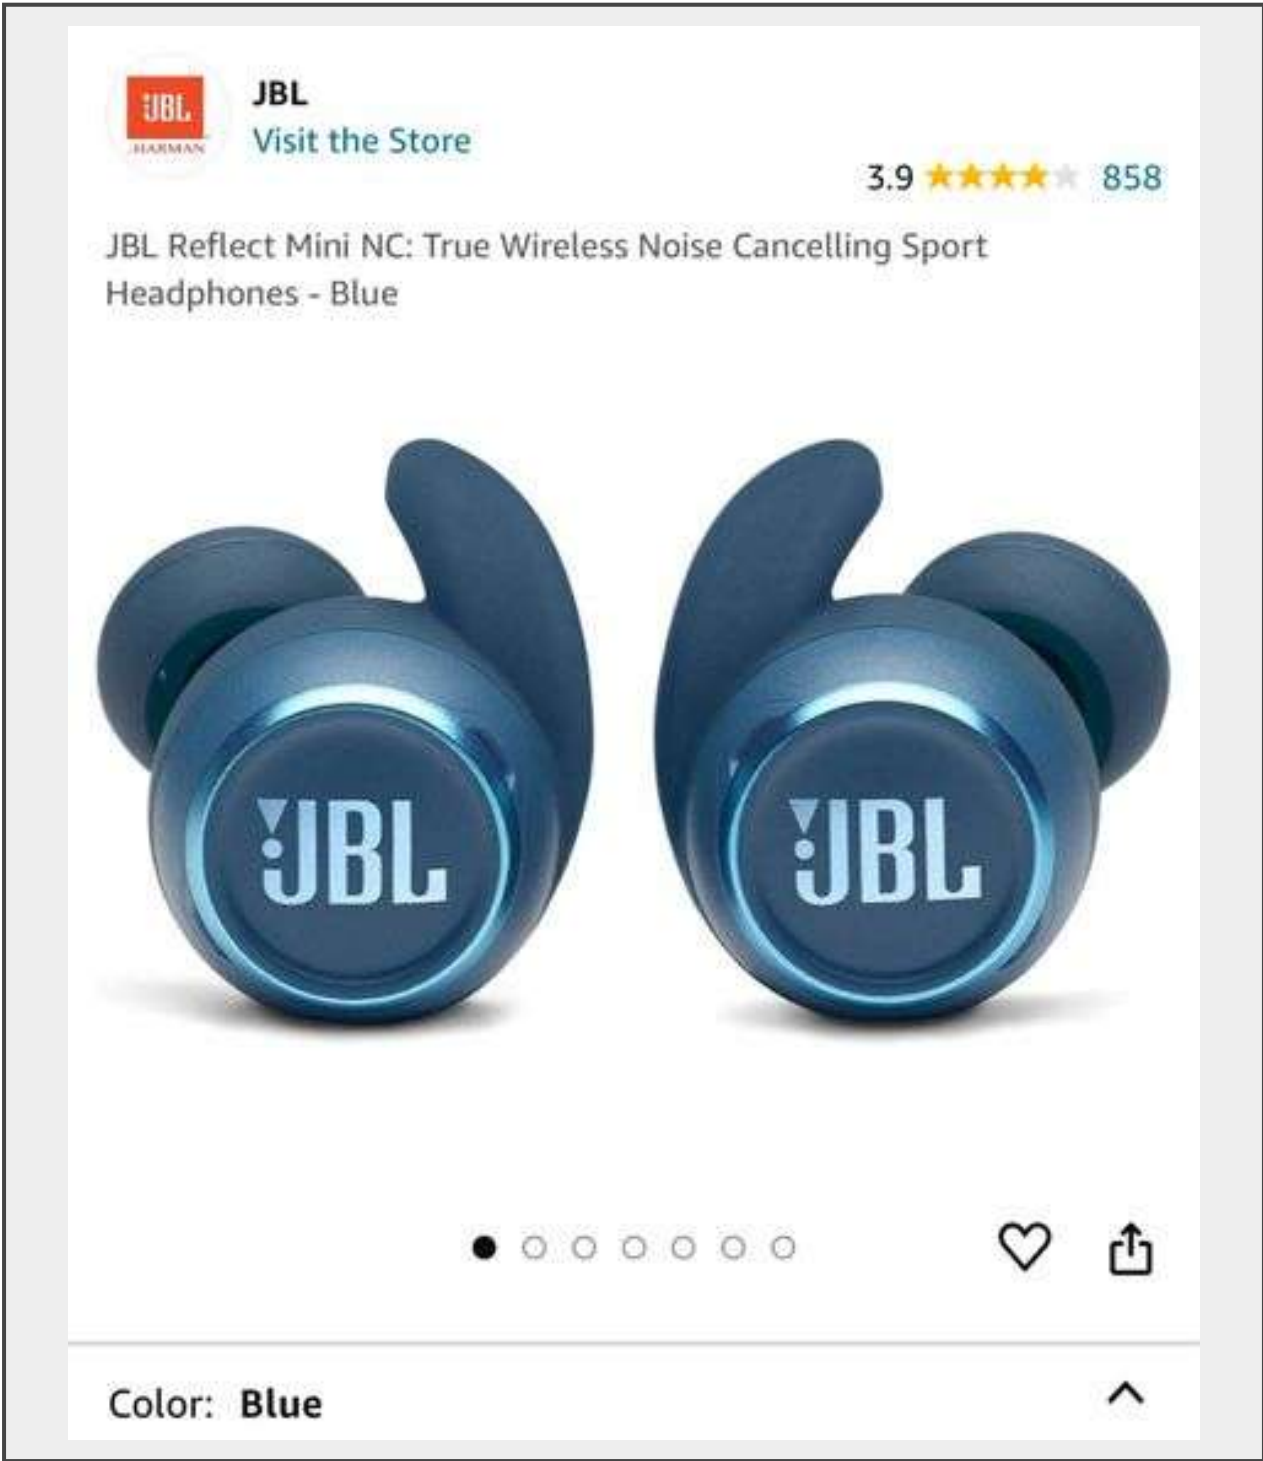 JBL
HARMAN
JBL
Visit the Store
3.9
858
JBL Reflect Mini NC: True Wireless Noise Cancelling Sport
Headphones - Blue
JBL
JBL
Color: Blue